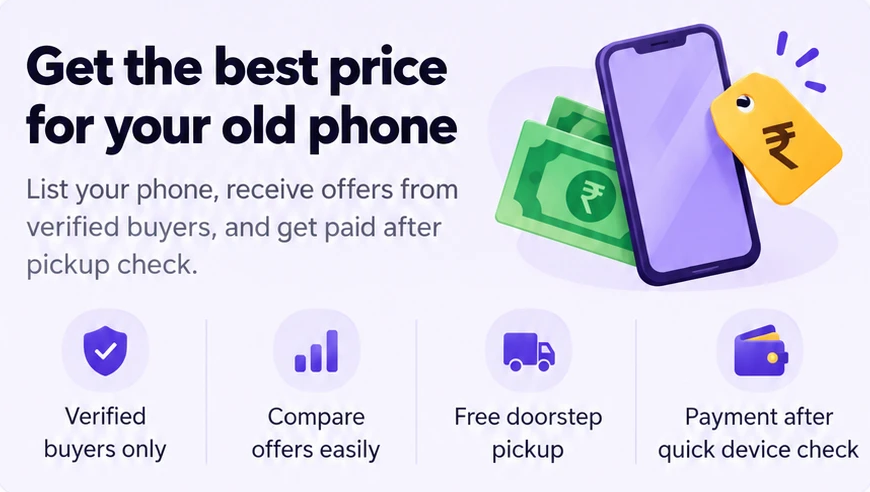 Get the best price
for your old phone
List your phone, receive offers from
verified buyers, and get paid after
pickup check.
₹
₹
Verified
buyers only
Compare
offers easily
Free doorstep
pickup
Payment after
quick device check